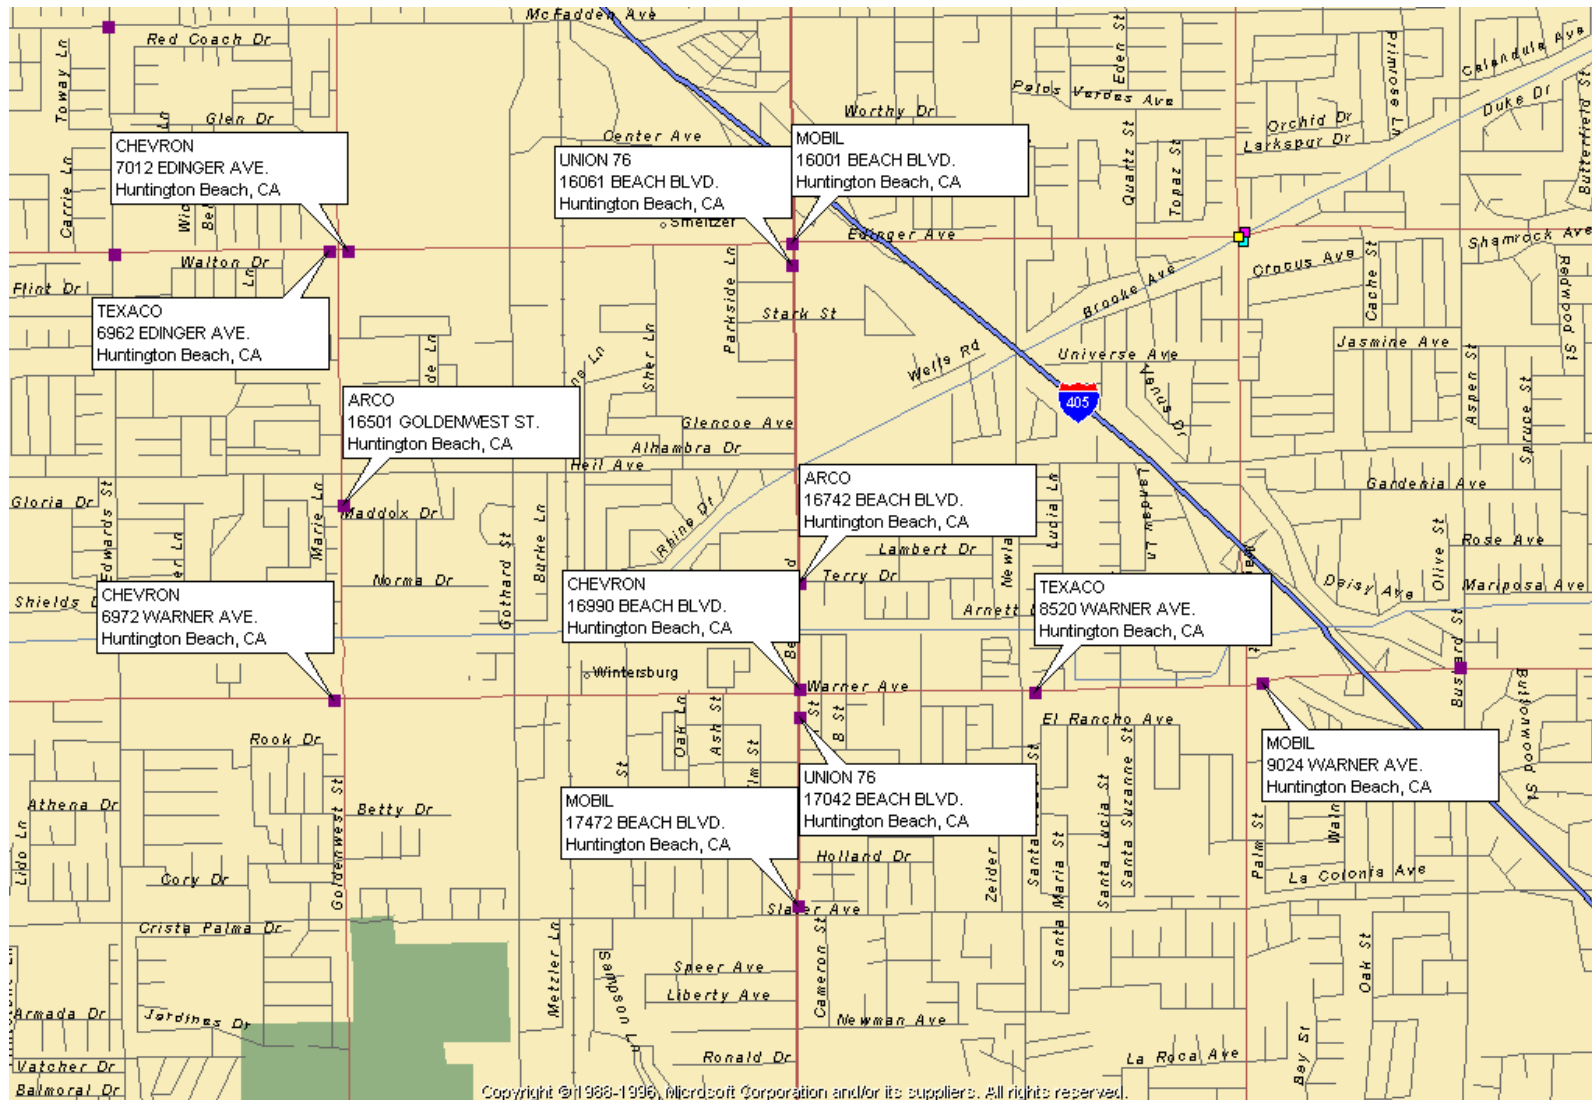 McFadden Ave
Red Coach Dr
Toway Ln
Glen Dr
Eden St
Primrose Ln
Calendula Ave
Palos Verdes Ave
Duke Dr
Worthy Dr
Orchid Dr
Larkspur Dr
Center Ave
Quartz St
Topaz St
Carrie Ln
CHEVRON
7012 EDINGER AVE.
Huntington Beach, CA
UNION 76
16061 BEACH BLVD.
Huntington Beach, CA
MOBIL
16001 BEACH BLVD.
Huntington Beach, CA
Smeltzer
Edinger Ave
Shamrock Ave
Walton Dr
Ln
Flint Dr
Parkside Ln
Crocus Ave
Cache St
Redwood St
Brooke Ave
TEXACO
6962 EDINGER AVE.
Huntington Beach, CA
Stark St
Sher Ln
Wells Rd
Universe Ave
Venus Dr
Jasmine Ave
Aspen St
Spruce St
405
ARCO
16501 GOLDENWEST ST.
Huntington Beach, CA
Glencoe Ave
Alhambra Dr
Heil Ave
Gloria Dr
Edwards St
Marie Ln
Maddox Dr
Rhine Dr
ARCO
16742 BEACH BLVD.
Huntington Beach, CA
Lucia Ln
Landau Ln
Gardenia Ave
Rose Ave
Olive St
Mariposa Ave
Daisy Ave
Burke Ln
Gothard St
Norma Dr
Lambert Dr
Terry Dr
Arnett
Shields
CHEVRON
6972 WARNER AVE.
Huntington Beach, CA
CHEVRON
16990 BEACH BLVD.
Huntington Beach, CA
TEXACO
8520 WARNER AVE.
Huntington Beach, CA
Wintersburg
Warner Ave
Oak Ln
Ash St
St
B St
El Rancho Ave
Buttonwood St
Rook Dr
Goldenwest St
Athena Dr
Lido Ln
Betty Dr
Cory Dr
MOBIL
17472 BEACH BLVD.
Huntington Beach, CA
UNION 76
17042 BEACH BLVD.
Huntington Beach, CA
MOBIL
9024 WARNER AVE.
Huntington Beach, CA
Holland Dr
Zeider
Santa Maria St
Santa Lucia St
Santa Suzanne St
Palm St
La Colonia Ave
Slater Ave
Crista Palma Dr
Metzler Ln
Sampson Ln
Cameron St
Oak St
Speer Ave
Liberty Ave
Armada Dr
Jardines Dr
Newman Ave
Ronald Dr
La Roca Ave
Bay St
Vatcher Dr
Balmoral Dr
Copyright © 1988-1996, Microsoft Corporation and/or its suppliers. All rights reserved.